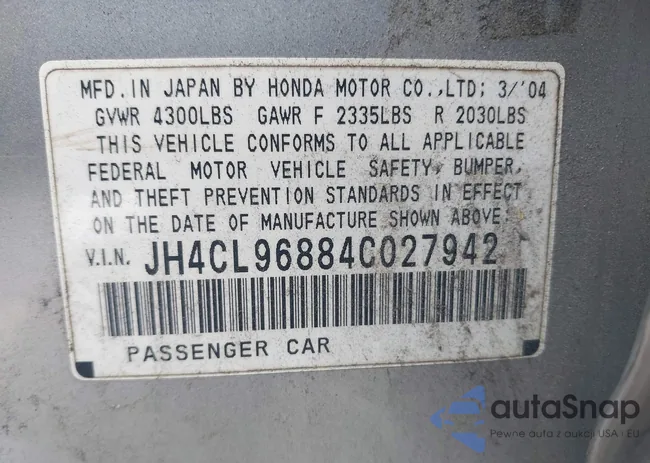 MFD. IN JAPAN BY HONDA MOTOR CO., LTD; 3/'04
GVWR 4300LBS GAWR F 2335LBS R 2030LBS
THIS VEHICLE CONFORMS TO ALL APPLICABLE
FEDERAL MOTOR VEHICLE SAFETY, BUMPER,
AND THEFT PREVENTION STANDARDS IN EFFECT
ON THE DATE OF MANUFACTURE SHOWN ABOVE.
V.I.N. JH4CL96884C027942
PASSENGER CAR
autaSnap
Pewne auta z aukcji USA i EU